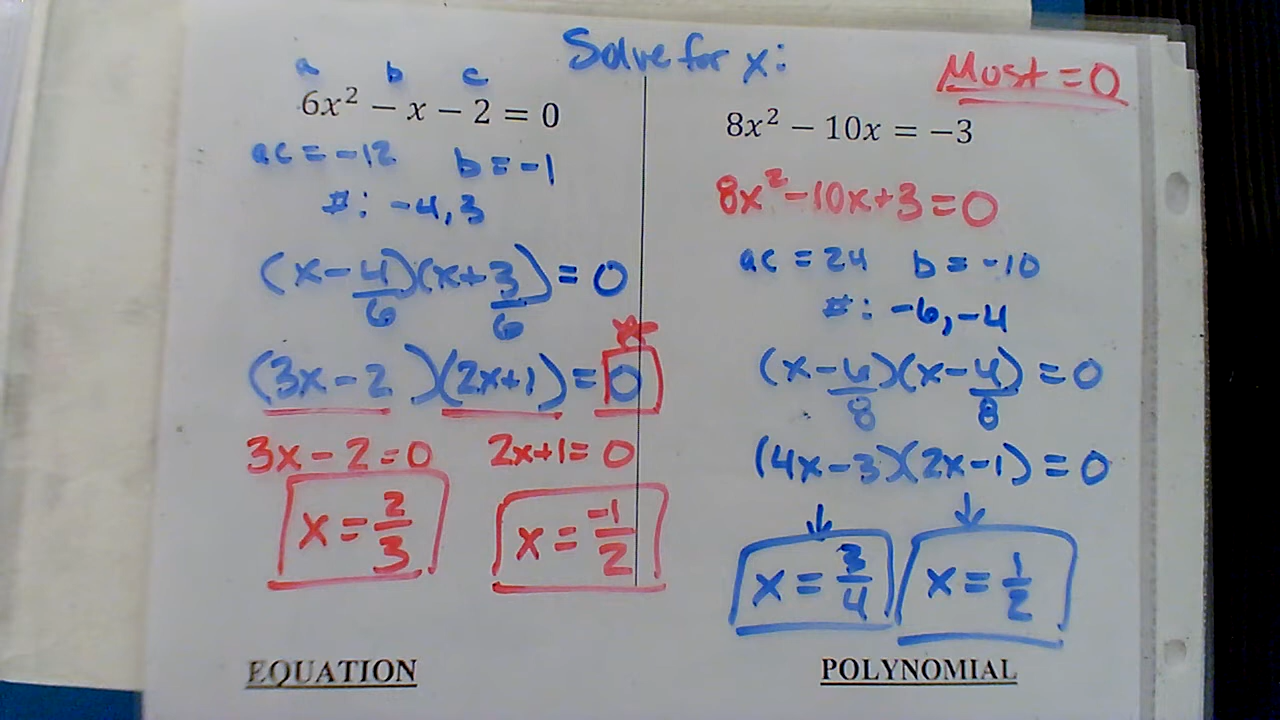 Solve for x:
Must = 0
a b c
6x² − x − 2 = 0
ac = -12 b = -1
#: -4, 3
(x - 4/6)(x + 3/6) = 0
(3x - 2 )(2x+1) = 0
3x - 2 = 0 2x+1 = 0
x = 2/3 x = -1/2
EQUATION
8x² − 10x = −3
8x² - 10x + 3 = 0
ac = 24 b = -10
#: -6, -4
(x - 6/8)(x - 4/8) = 0
(4x - 3)(2x - 1) = 0
↓ ↓
x = 3/4 x = 1/2
POLYNOMIAL